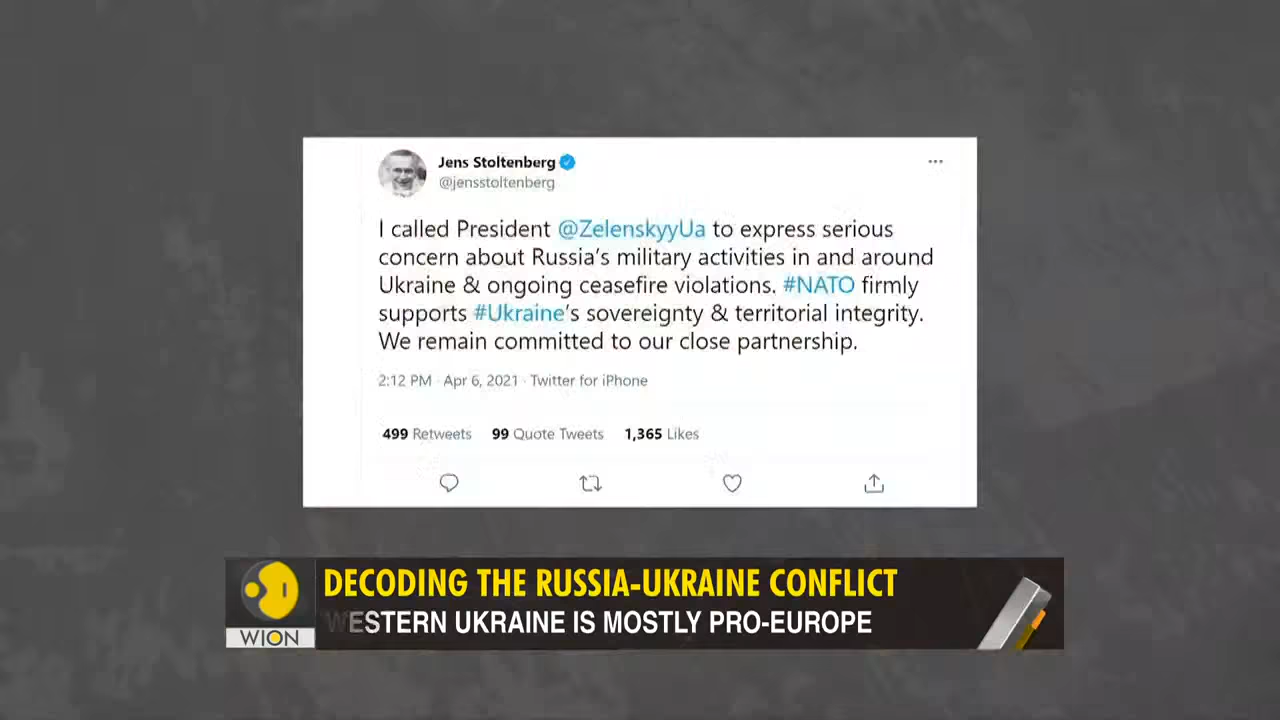 Jens Stoltenberg
@jensstoltenberg
I called President @ZelenskyyUa to express serious
concern about Russia's military activities in and around
Ukraine & ongoing ceasefire violations. #NATO firmly
supports #Ukraine's sovereignty & territorial integrity.
We remain committed to our close partnership.
2:12 PM · Apr 6, 2021 · Twitter for iPhone
499 Retweets 99 Quote Tweets 1,365 Likes
DECODING THE RUSSIA-UKRAINE CONFLICT
WESTERN UKRAINE IS MOSTLY PRO-EUROPE
WION